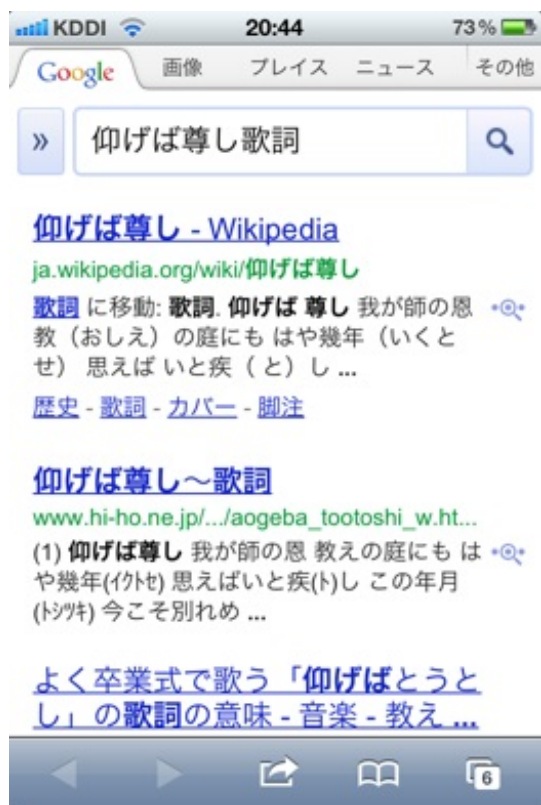 KDDI 20:44 73%
Google 画像 プレイス ニュース その他
» 仰げば尊し歌詞
仰げば尊し - Wikipedia
ja.wikipedia.org/wiki/仰げば尊し
歌詞 に移動: 歌詞. 仰げば 尊し 我が師の恩
教（おしえ）の庭にも はや幾年（いくと
せ） 思えば いと疾（ と）し ...
歴史 - 歌詞 - カバー - 脚注
仰げば尊し～歌詞
www.hi-ho.ne.jp/.../aogeba_tootoshi_w.ht...
(1) 仰げば尊し 我が師の恩 教えの庭にも は
や幾年(ｲｸﾄｾ) 思えばいと疾(ﾄ)し この年月
(ﾄｼﾂｷ) 今こそ別れめ ...
よく卒業式で歌う「仰げばとうと
し」の歌詞の意味 - 音楽 - 教え ...
6